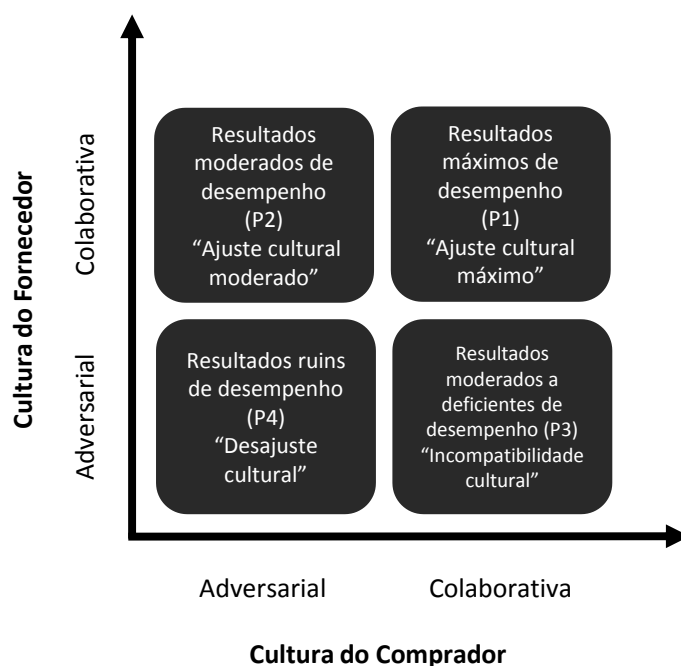 Cultura do Fornecedor
Colaborativa
Adversarial
Resultados
moderados de
desempenho
(P2)
“Ajuste cultural
moderado”
Resultados
máximos de
desempenho
(P1)
“Ajuste cultural
máximo”
Resultados ruins
de desempenho
(P4)
“Desajuste
cultural”
Resultados
moderados a
deficientes de
desempenho (P3)
“Incompatibilidade
cultural”
Adversarial
Colaborativa
Cultura do Comprador